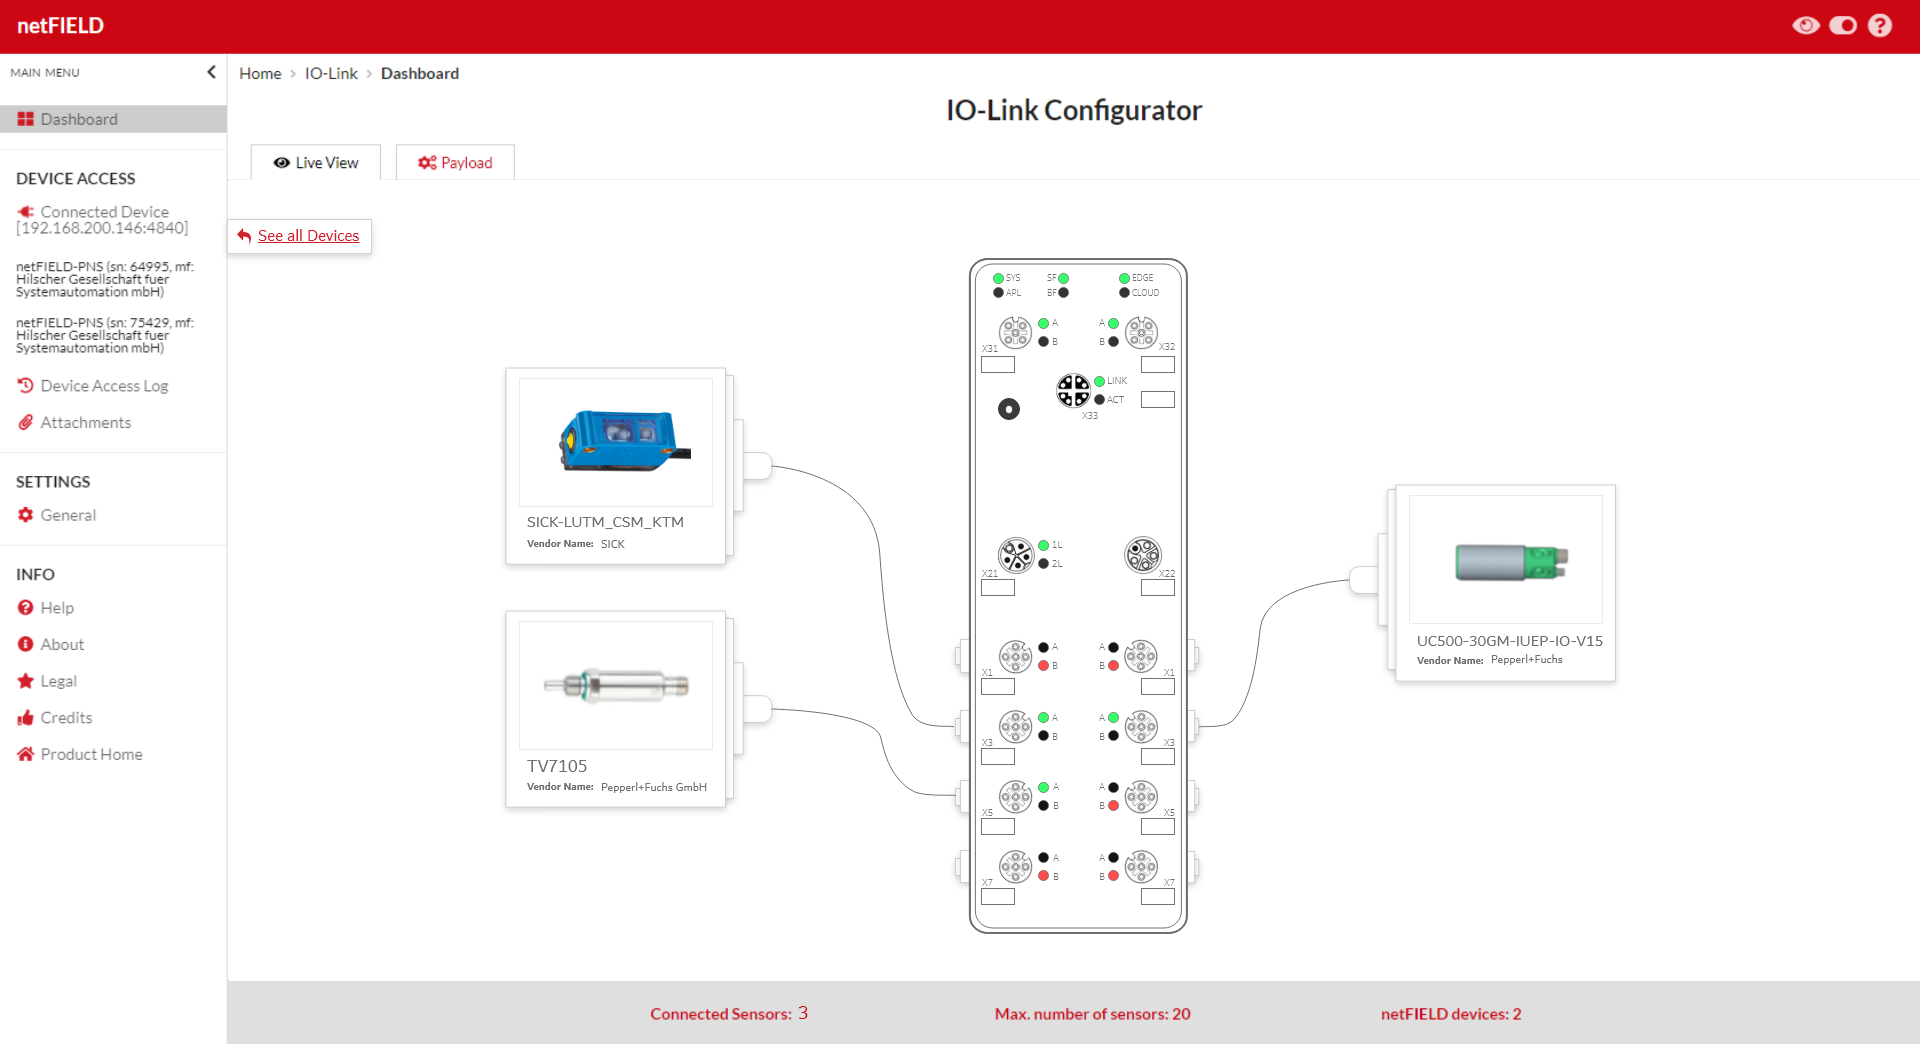 netFIELD
MAIN MENU
Home > IO-Link > Dashboard
IO-Link Configurator
Dashboard
Live View
Payload
DEVICE ACCESS
Connected Device
[192.168.200.146:4840]
netFIELD-PNS (sn: 64995, mf:
Hilscher Gesellschaft fuer
Systemautomation mbH)
netFIELD-PNS (sn: 75429, mf:
Hilscher Gesellschaft fuer
Systemautomation mbH)
Device Access Log
Attachments
SETTINGS
General
INFO
Help
About
Legal
Credits
Product Home
See all Devices
SICK-LUTM_CSM_KTM
Vendor Name: SICK
TV7105
Vendor Name: Pepperl+Fuchs GmbH
SYS SF EDGE
APL BF CLOUD
A A
B B
X31 X32
LINK
ACT
X33
1L
2L
X21 X22
A A
B B
X1 X1
A A
B B
X3 X3
A A
B B
X5 X5
A A
B B
X7 X7
UC500-30GM-IUEP-IO-V15
Vendor Name: Pepperl+Fuchs
Connected Sensors: 3
Max. number of sensors: 20
netFIELD devices: 2